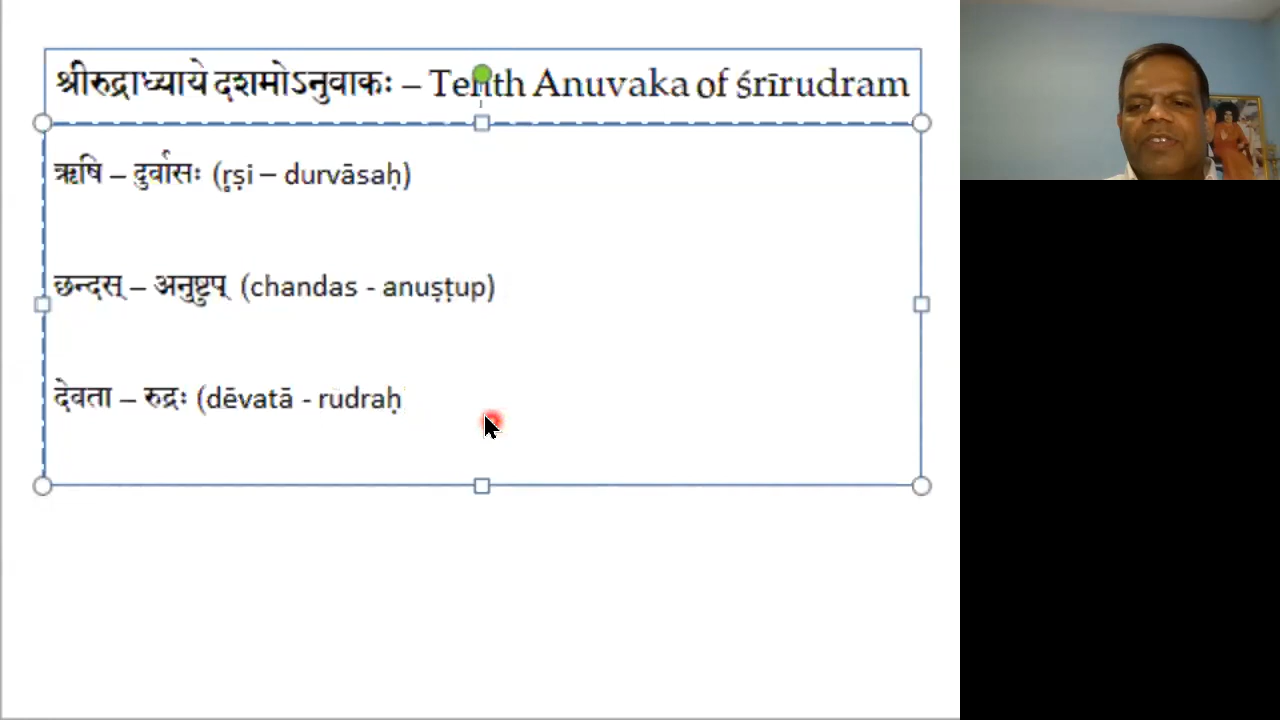 श्रीरुद्राध्याये दशमोऽनुवाकः – Tenth Anuvaka of śrīrudram
ऋषि – दुर्वासः (ṛṣi – durvāsaḥ)
छन्दस् – अनुष्टुप् (chandas - anuṣṭup)
देवता – रुद्रः (dēvatā - rudraḥ